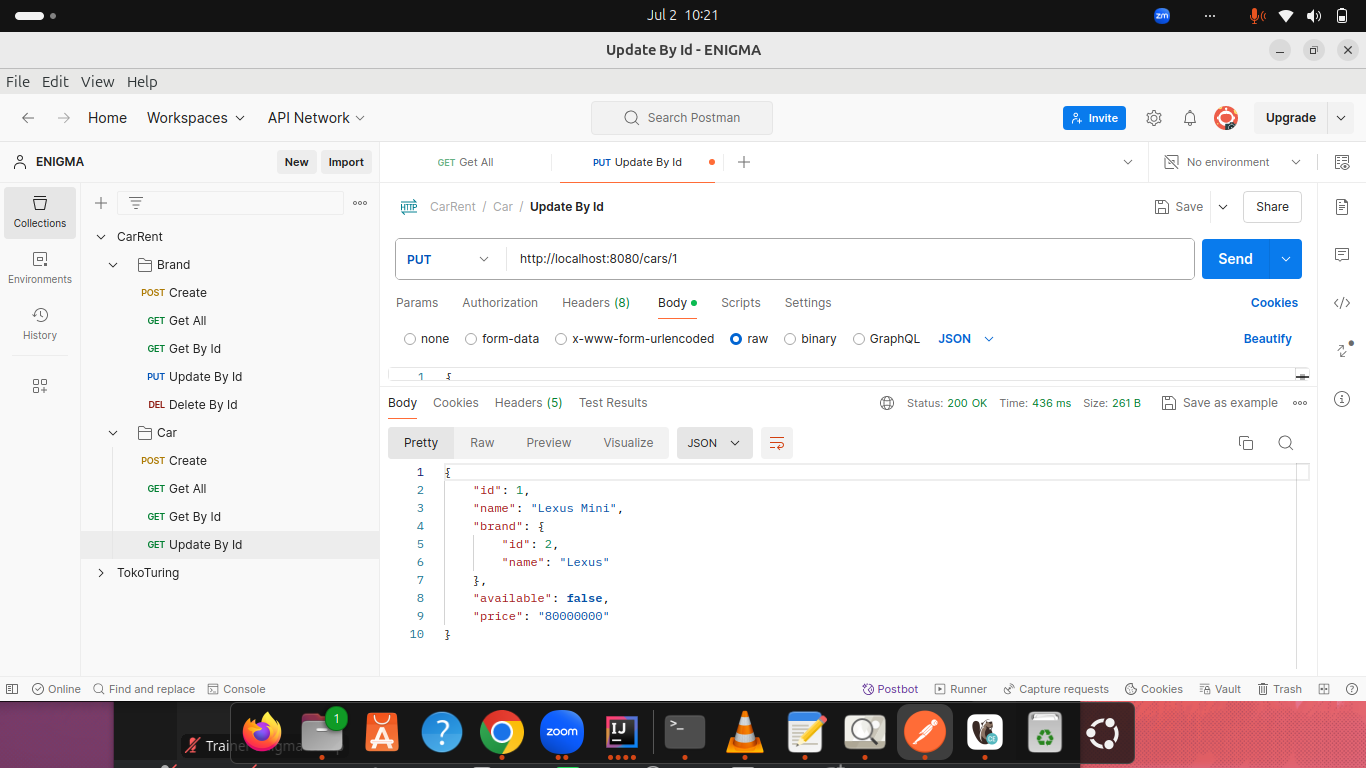 Jul 2 10:21
zm
Update By Id - ENIGMA
File Edit View Help
Home Workspaces API Network
Search Postman
Invite
Upgrade
ENIGMA
New Import
GET Get All
PUT Update By Id
No environment
Collections
Environments
History
CarRent
Brand
POST Create
GET Get All
GET Get By Id
PUT Update By Id
DEL Delete By Id
Car
POST Create
GET Get All
GET Get By Id
GET Update By Id
TokoTuring
HTTP CarRent / Car / Update By Id
Save Share
PUT http://localhost:8080/cars/1 Send
Params Authorization Headers (8) Body Scripts Settings Cookies
none form-data x-www-form-urlencoded raw binary GraphQL JSON Beautify
1 {
Body Cookies Headers (5) Test Results Status: 200 OK Time: 436 ms Size: 261 B Save as example
Pretty Raw Preview Visualize JSON
1 {
2 "id": 1,
3 "name": "Lexus Mini",
4 "brand": {
5 "id": 2,
6 "name": "Lexus"
7 },
8 "available": false,
9 "price": "80000000"
10 }
Online Find and replace Console Postbot Runner Capture requests Cookies Vault Trash
1
zoom
IJ
>_